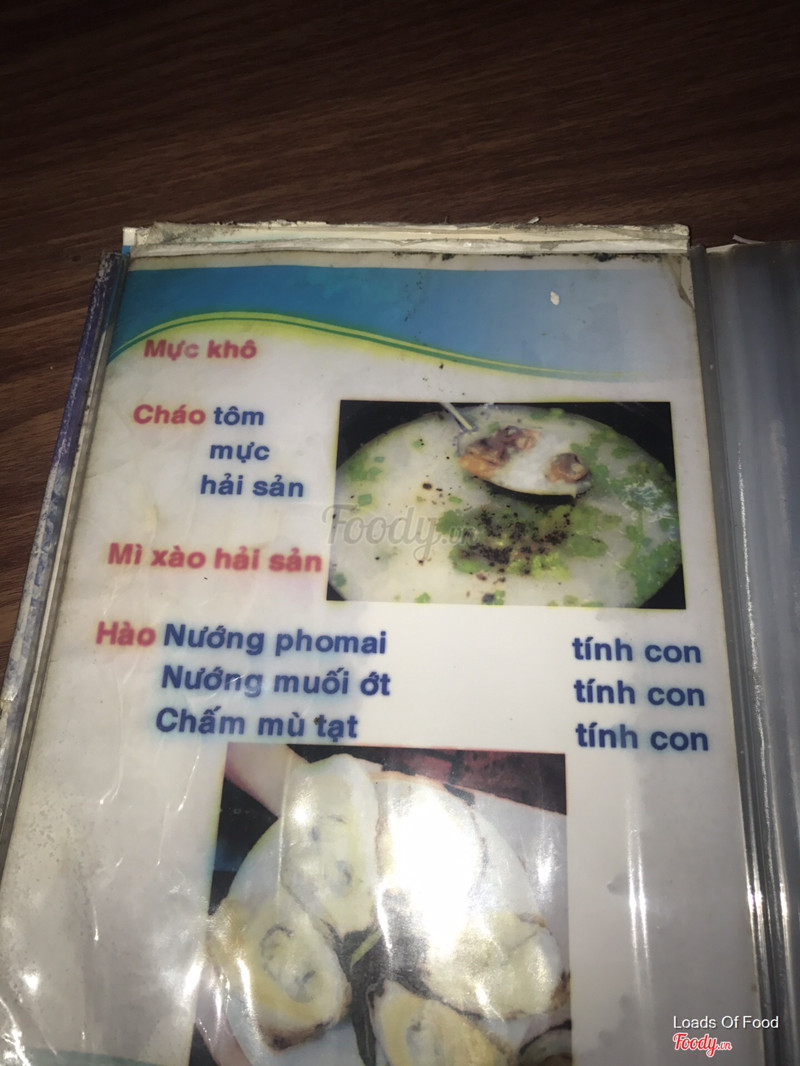 Mực khô
Cháo tôm
mực
hải sản
Foody.vn
Mì xào hải sản
Hào Nướng phomai tính con
Nướng muối ớt tính con
Chấm mù tạt tính con
Loads Of Food
Foody.vn